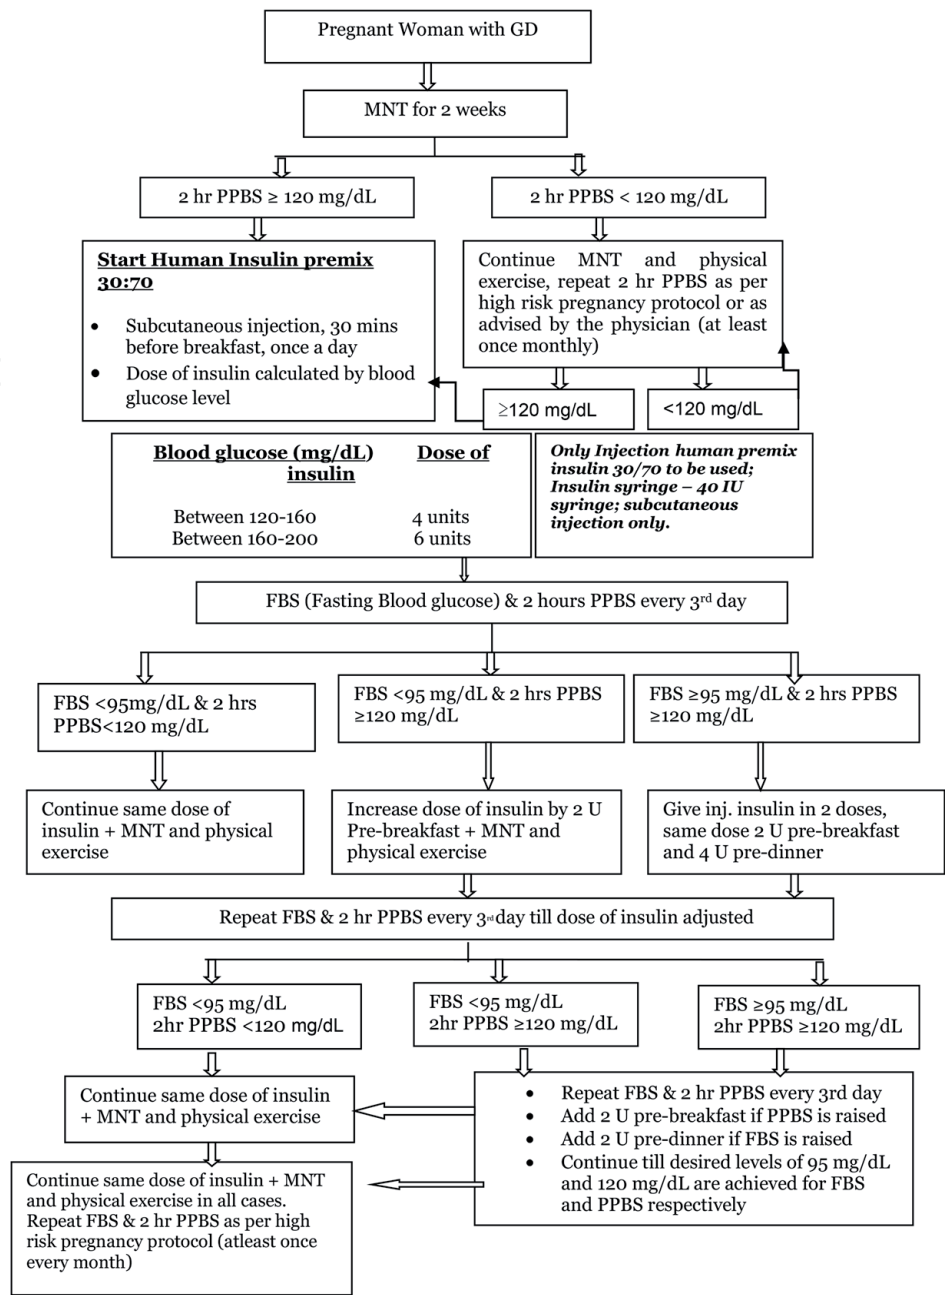 Pregnant Woman with GD
MNT for 2 weeks
2 hr PPBS ≥ 120 mg/dL
2 hr PPBS < 120 mg/dL
Start Human Insulin premix
30:70
• Subcutaneous injection, 30 mins
before breakfast, once a day
• Dose of insulin calculated by blood
glucose level
Continue MNT and physical
exercise, repeat 2 hr PPBS as per
high risk pregnancy protocol or as
advised by the physician (at least
once monthly)
≥120 mg/dL
<120 mg/dL
Blood glucose (mg/dL) Dose of
insulin
Between 120-160 4 units
Between 160-200 6 units
Only Injection human premix
insulin 30/70 to be used;
Insulin syringe – 40 IU
syringe; subcutaneous
injection only.
FBS (Fasting Blood glucose) & 2 hours PPBS every 3rd day
FBS <95mg/dL & 2 hrs
PPBS<120 mg/dL
FBS <95 mg/dL & 2 hrs PPBS
≥120 mg/dL
FBS ≥95 mg/dL & 2 hrs PPBS
≥120 mg/dL
Continue same dose of
insulin + MNT and physical
exercise
Increase dose of insulin by 2 U
Pre-breakfast + MNT and
physical exercise
Give inj. insulin in 2 doses,
same dose 2 U pre-breakfast
and 4 U pre-dinner
Repeat FBS & 2 hr PPBS every 3rd day till dose of insulin adjusted
FBS <95 mg/dL
2hr PPBS <120 mg/dL
FBS <95 mg/dL
2hr PPBS ≥120 mg/dL
FBS ≥95 mg/dL
2hr PPBS ≥120 mg/dL
Continue same dose of insulin
+ MNT and physical exercise
• Repeat FBS & 2 hr PPBS every 3rd day
• Add 2 U pre-breakfast if PPBS is raised
• Add 2 U pre-dinner if FBS is raised
• Continue till desired levels of 95 mg/dL
and 120 mg/dL are achieved for FBS
and PPBS respectively
Continue same dose of insulin + MNT
and physical exercise in all cases.
Repeat FBS & 2 hr PPBS as per high
risk pregnancy protocol (atleast once
every month)